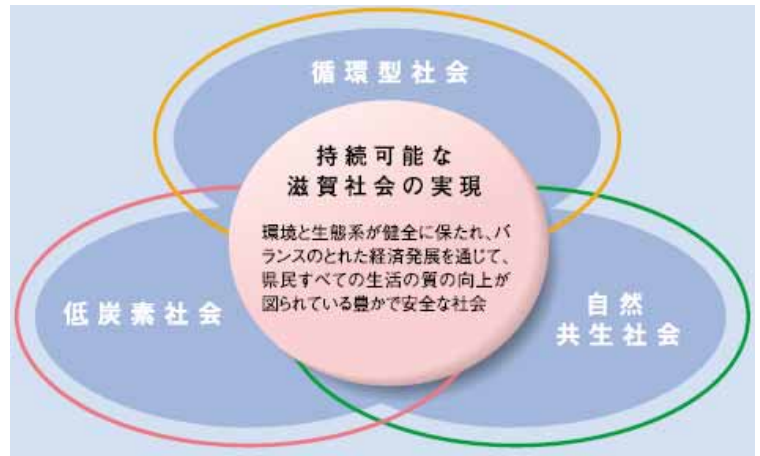 循環型社会
持続可能な
滋賀社会の実現
環境と生態系が健全に保たれ、バ
ランスのとれた経済発展を通じて、
県民すべての生活の質の向上が
図られている豊かで安全な社会
低炭素社会
自然
共生社会